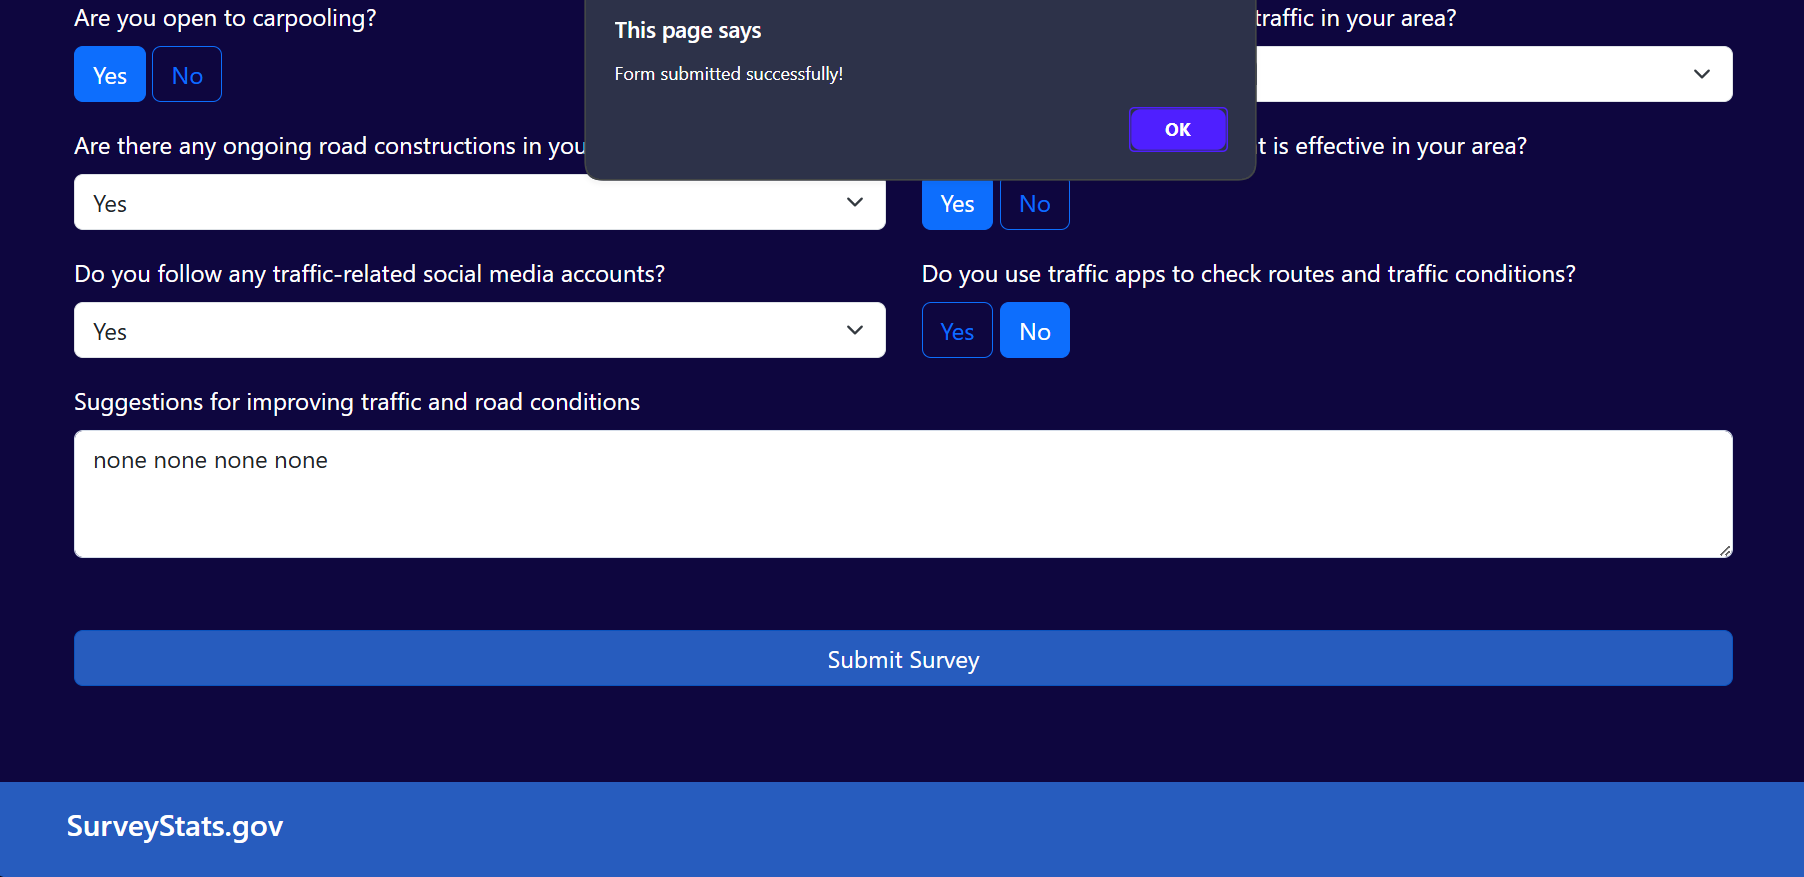 Are you open to carpooling?
traffic in your area?
This page says
Form submitted successfully!
OK
Yes No
Are there any ongoing road constructions in you
t is effective in your area?
Yes
Yes No
Do you follow any traffic-related social media accounts?
Do you use traffic apps to check routes and traffic conditions?
Yes
Yes No
Suggestions for improving traffic and road conditions
none none none none
Submit Survey
SurveyStats.gov